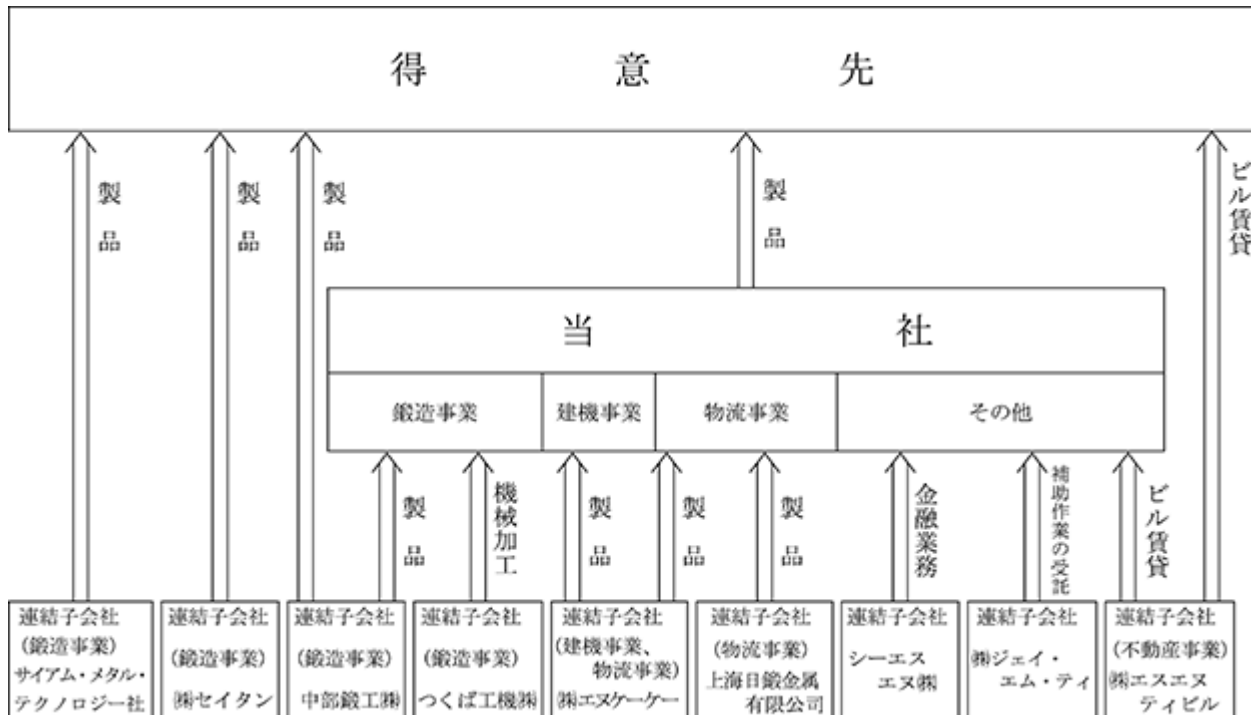 得意先
製品
製品
製品
製品
ビル賃貸
当社
鍛造事業
建機事業
物流事業
その他
製品
機械加工
製品
製品
製品
金融業務
補助作業の受託
ビル賃貸
連結子会社
(鍛造事業)
サイアム・メタル・
テクノロジー社
連結子会社
(鍛造事業)
㈱セイタン
連結子会社
(鍛造事業)
中部鍛工㈱
連結子会社
(鍛造事業)
つくば工機㈱
連結子会社
(建機事業、
物流事業)
㈱エヌケーケー
連結子会社
(物流事業)
上海日鍛金属
有限公司
連結子会社
シーエス
エヌ㈱
連結子会社
㈱ジェイ・
エム・ティ
連結子会社
(不動産事業)
㈱エスエヌ
ティビル